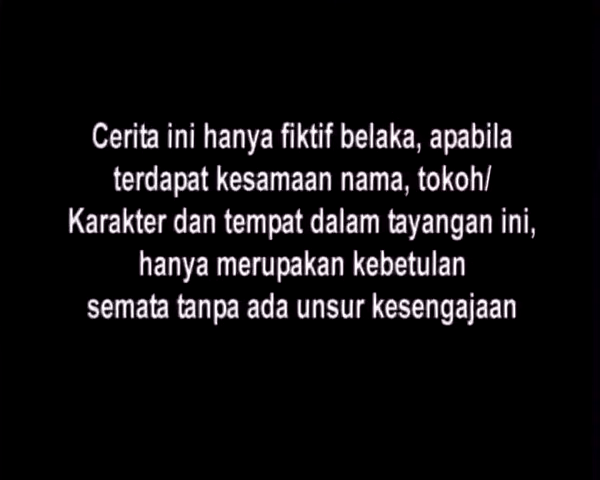 Cerita ini hanya fiktif belaka, apabila
terdapat kesamaan nama, tokoh/
Karakter dan tempat dalam tayangan ini,
hanya merupakan kebetulan
semata tanpa ada unsur kesengajaan